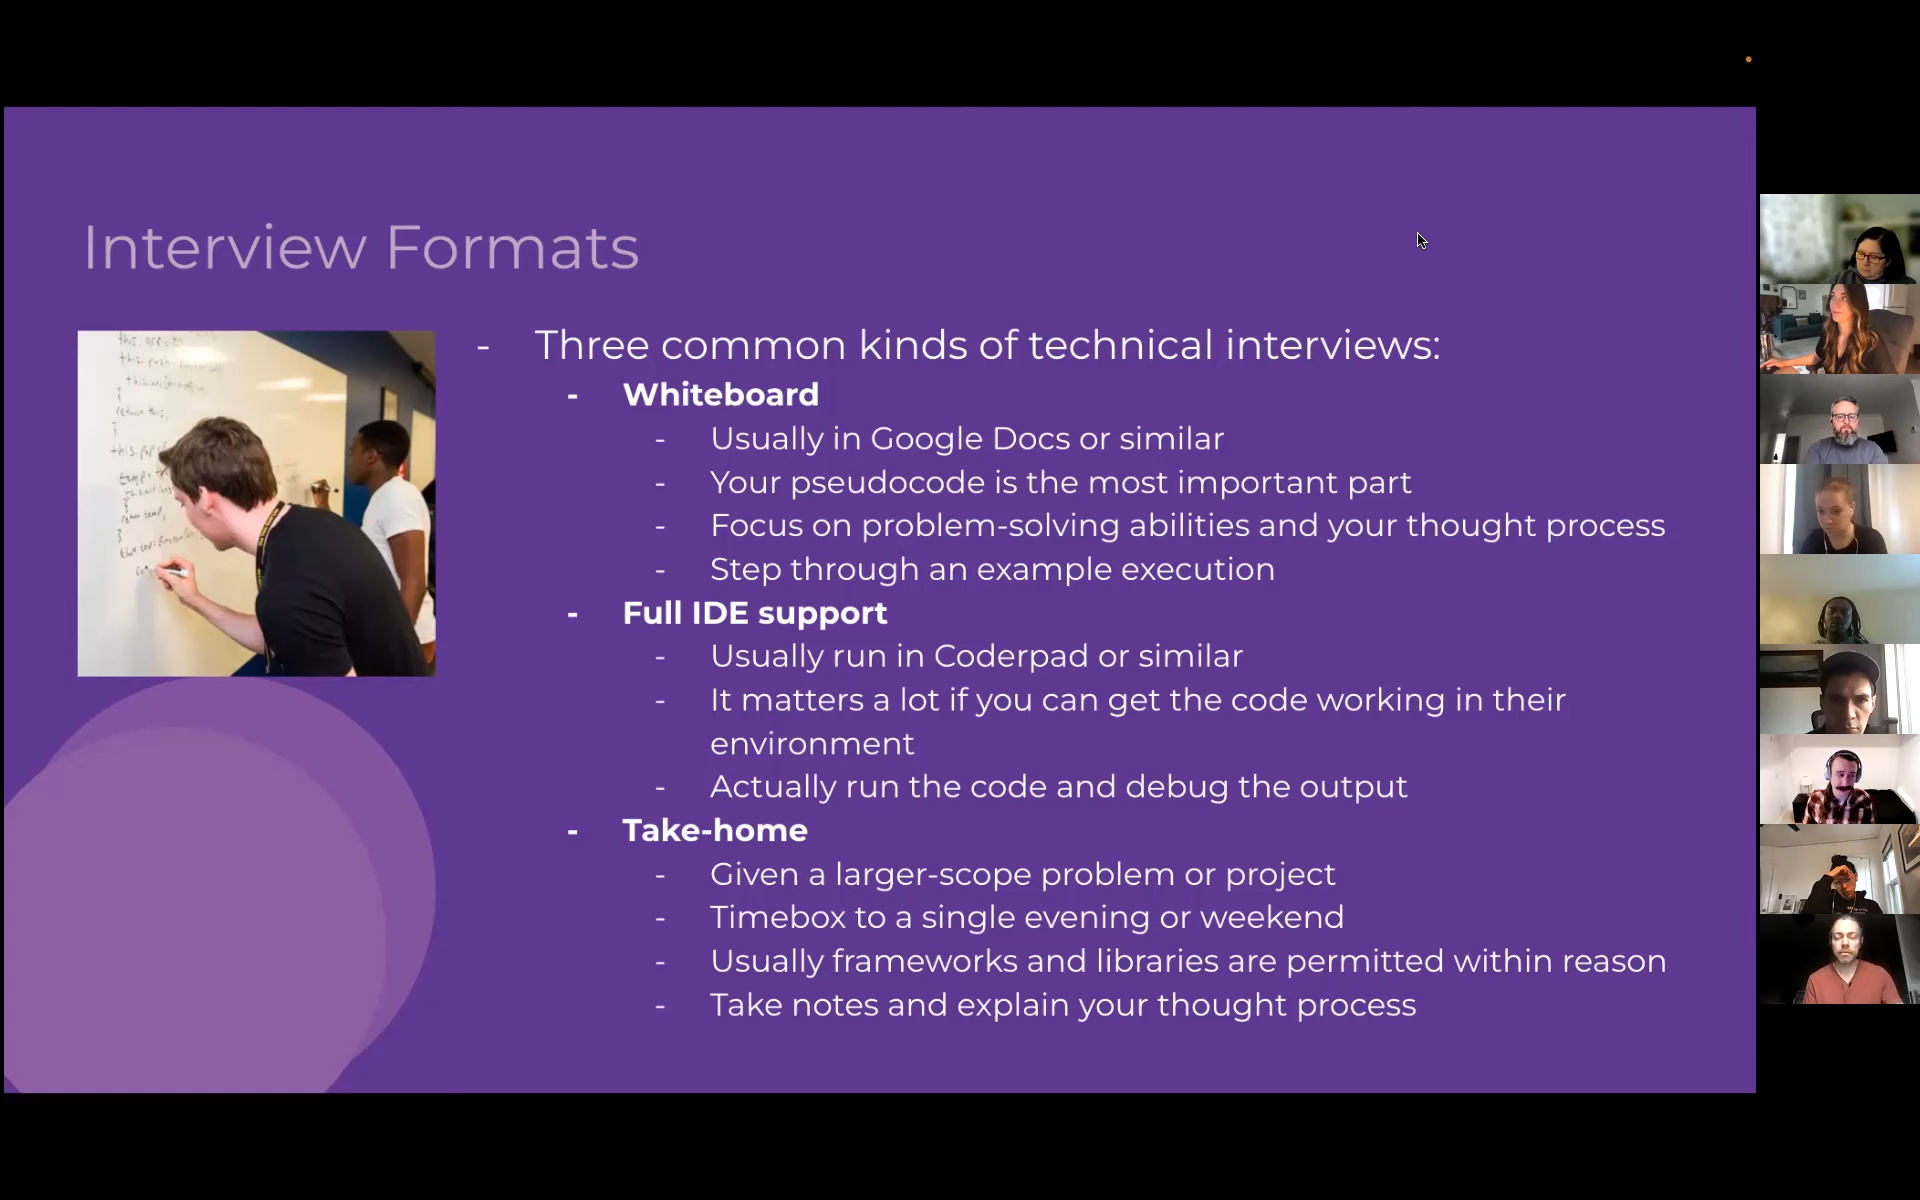 Interview Formats
- Three common kinds of technical interviews:
- Whiteboard
- Usually in Google Docs or similar
- Your pseudocode is the most important part
- Focus on problem-solving abilities and your thought process
- Step through an example execution
- Full IDE support
- Usually run in Coderpad or similar
- It matters a lot if you can get the code working in their
environment
- Actually run the code and debug the output
- Take-home
- Given a larger-scope problem or project
- Timebox to a single evening or weekend
- Usually frameworks and libraries are permitted within reason
- Take notes and explain your thought process
return this;
}
return temp;
}